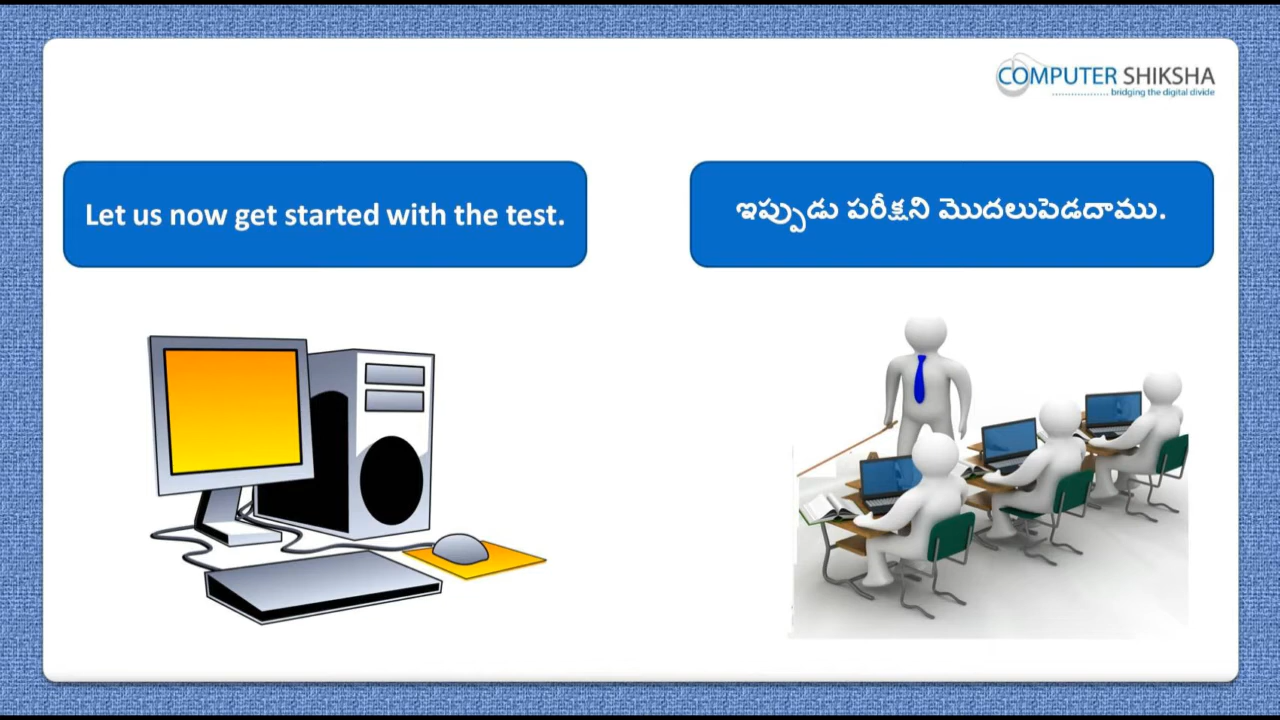 COMPUTER SHIKSHA
bridging the digital divide
Let us now get started with the test.
ఇప్పుడు పరీక్షని మొదలుపెడదాము.